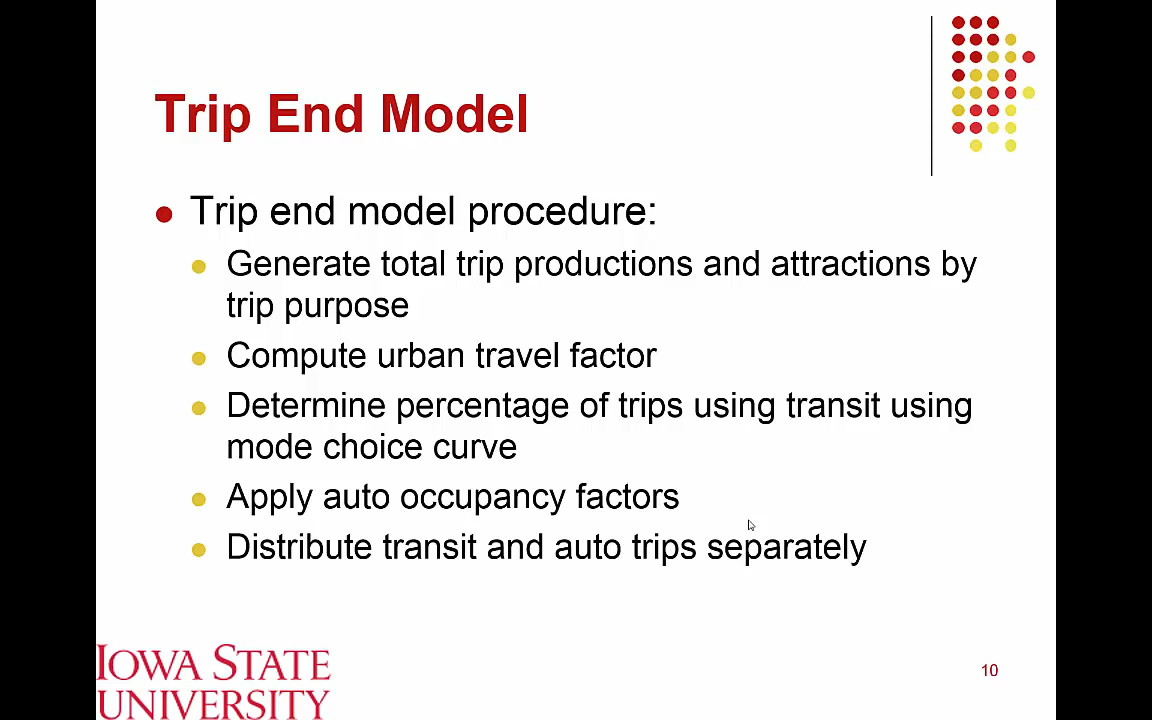 Trip End Model
Trip end model procedure:
Generate total trip productions and attractions by
trip purpose
Compute urban travel factor
Determine percentage of trips using transit using
mode choice curve
Apply auto occupancy factors
Distribute transit and auto trips separately
IOWA STATE
UNIVERSITY
10